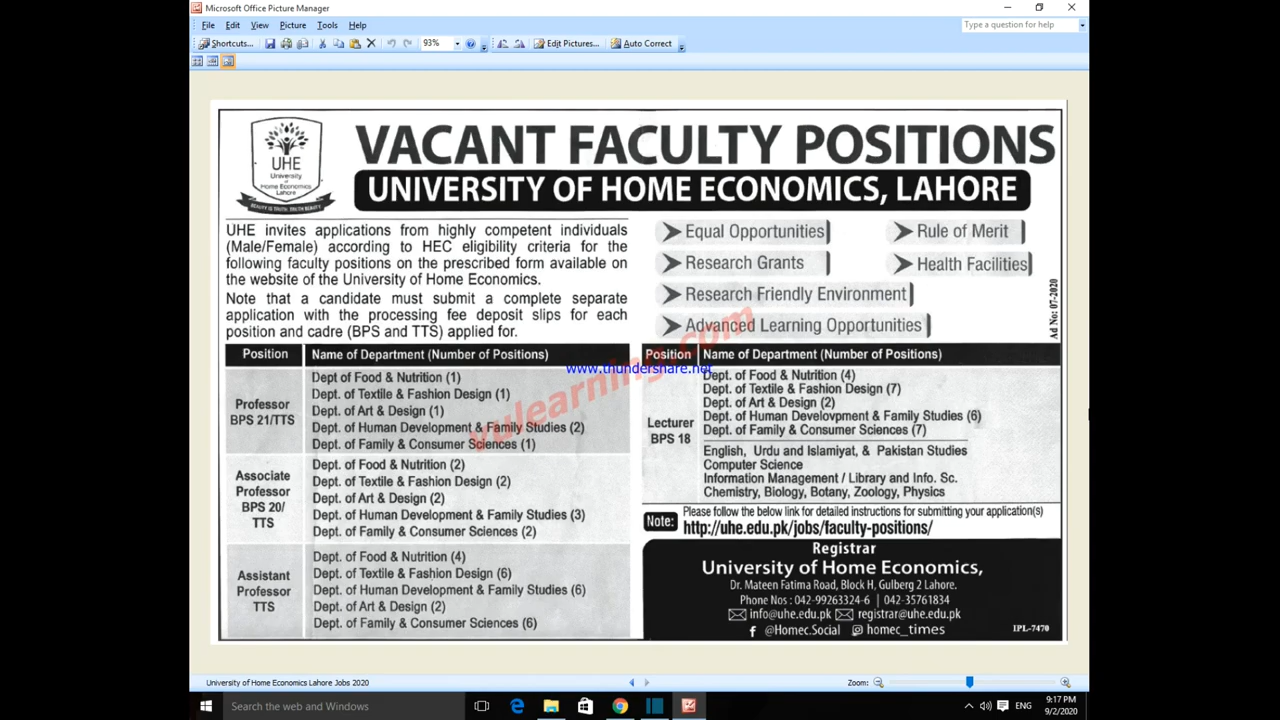 Microsoft Office Picture Manager
File Edit View Picture Tools Help
Type a question for help
Shortcuts... 93% Edit Pictures... Auto Correct
UHE
University
of
Home Economics
Lahore
BEAUTY IS TRUTH, TRUTH BEAUTY
VACANT FACULTY POSITIONS
UNIVERSITY OF HOME ECONOMICS, LAHORE
UHE invites applications from highly competent individuals
(Male/Female) according to HEC eligibility criteria for the
following faculty positions on the prescribed form available on
the website of the University of Home Economics.
Note that a candidate must submit a complete separate
application with the processing fee deposit slips for each
position and cadre (BPS and TTS) applied for.
Equal Opportunities
Rule of Merit
Research Grants
Health Facilities
Research Friendly Environment
Advanced Learning Opportunities
Ad No: 07-2020
Position Name of Department (Number of Positions)
Professor
BPS 21/TTS
Dept of Food & Nutrition (1)
Dept. of Textile & Fashion Design (1)
Dept. of Art & Design (1)
Dept. of Human Development & Family Studies (2)
Dept. of Family & Consumer Sciences (1)
Associate
Professor
BPS 20/
TTS
Dept. of Food & Nutrition (2)
Dept. of Textile & Fashion Design (2)
Dept. of Art & Design (2)
Dept. of Human Development & Family Studies (3)
Dept. of Family & Consumer Sciences (2)
Assistant
Professor
TTS
Dept. of Food & Nutrition (4)
Dept. of Textile & Fashion Design (6)
Dept. of Human Development & Family Studies (6)
Dept. of Art & Design (2)
Dept. of Family & Consumer Sciences (6)
Position Name of Department (Number of Positions)
Lecturer
BPS 18
Dept. of Food & Nutrition (4)
Dept. of Textile & Fashion Design (7)
Dept. of Art & Design (2)
Dept. of Human Develovpment & Family Studies (6)
Dept. of Family & Consumer Sciences (7)
English, Urdu and Islamiyat, & Pakistan Studies
Computer Science
Information Management / Library and Info. Sc.
Chemistry, Biology, Botany, Zoology, Physics
www.thundershare.net
vulearning.com
Note: Please follow the below link for detailed instructions for submitting your application(s)
http://uhe.edu.pk/jobs/faculty-positions/
Registrar
University of Home Economics,
Dr. Mateen Fatima Road, Block H, Gulberg 2 Lahore.
Phone Nos : 042-99263324-6 | 042-35761834
info@uhe.edu.pk registrar@uhe.edu.pk
@Homec.Social homec_times
IPL-7470
University of Home Economics Lahore Jobs 2020
Zoom:
Search the web and Windows
ENG
9:17 PM
9/2/2020